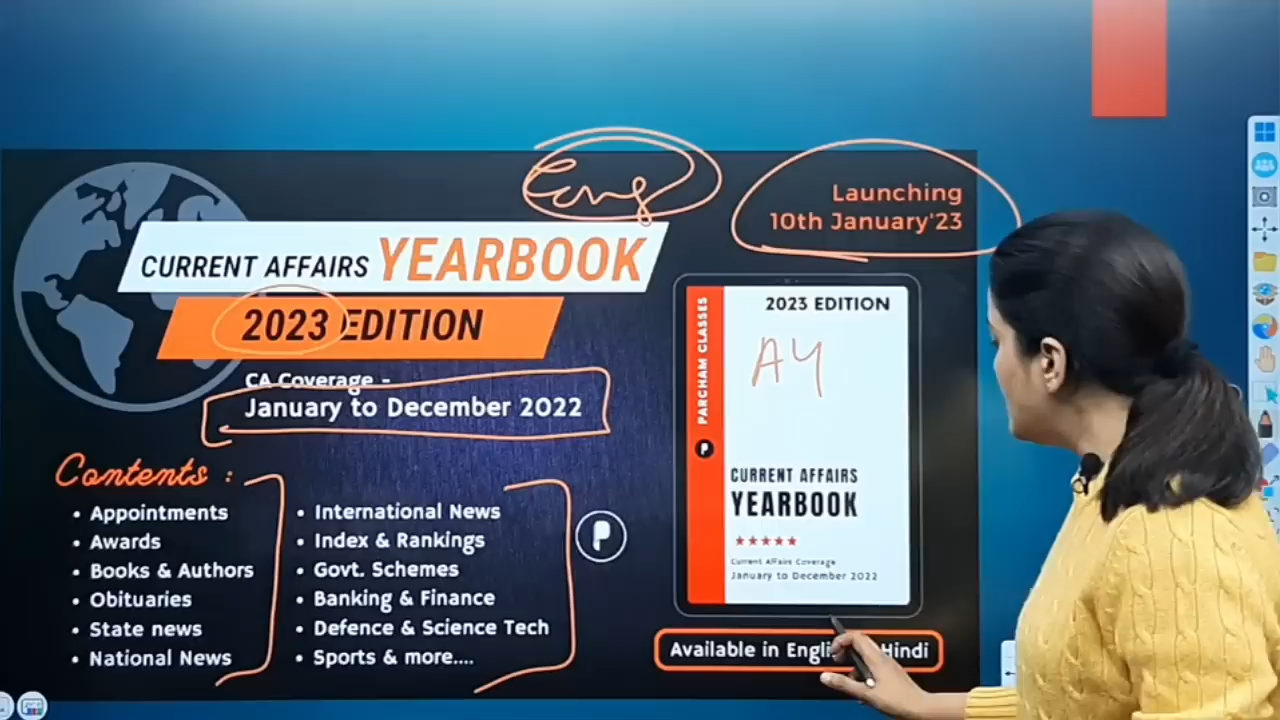 Eng
Launching
10th January'23
CURRENT AFFAIRS YEARBOOK
2023 EDITION
CA Coverage -
January to December 2022
Contents :
• Appointments
• Awards
• Books & Authors
• Obituaries
• State news
• National News
• International News
• Index & Rankings
• Govt. Schemes
• Banking & Finance
• Defence & Science Tech
• Sports & more....
PARCHAM CLASSES
2023 EDITION
AY
CURRENT AFFAIRS
YEARBOOK
★★★★★
Current Affairs Coverage
January to December 2022
Available in Hindi